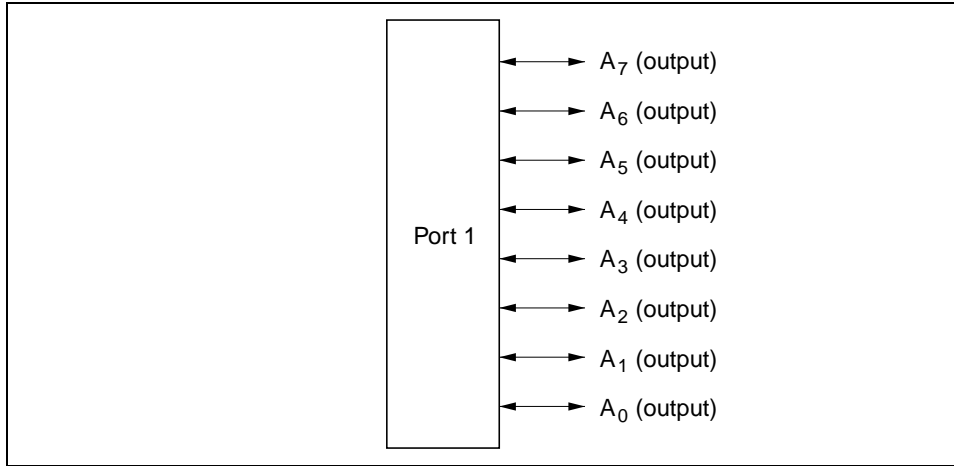 A7 (output)
A6 (output)
A5 (output)
A4 (output)
Port 1
A3 (output)
A2 (output)
A1 (output)
A0 (output)